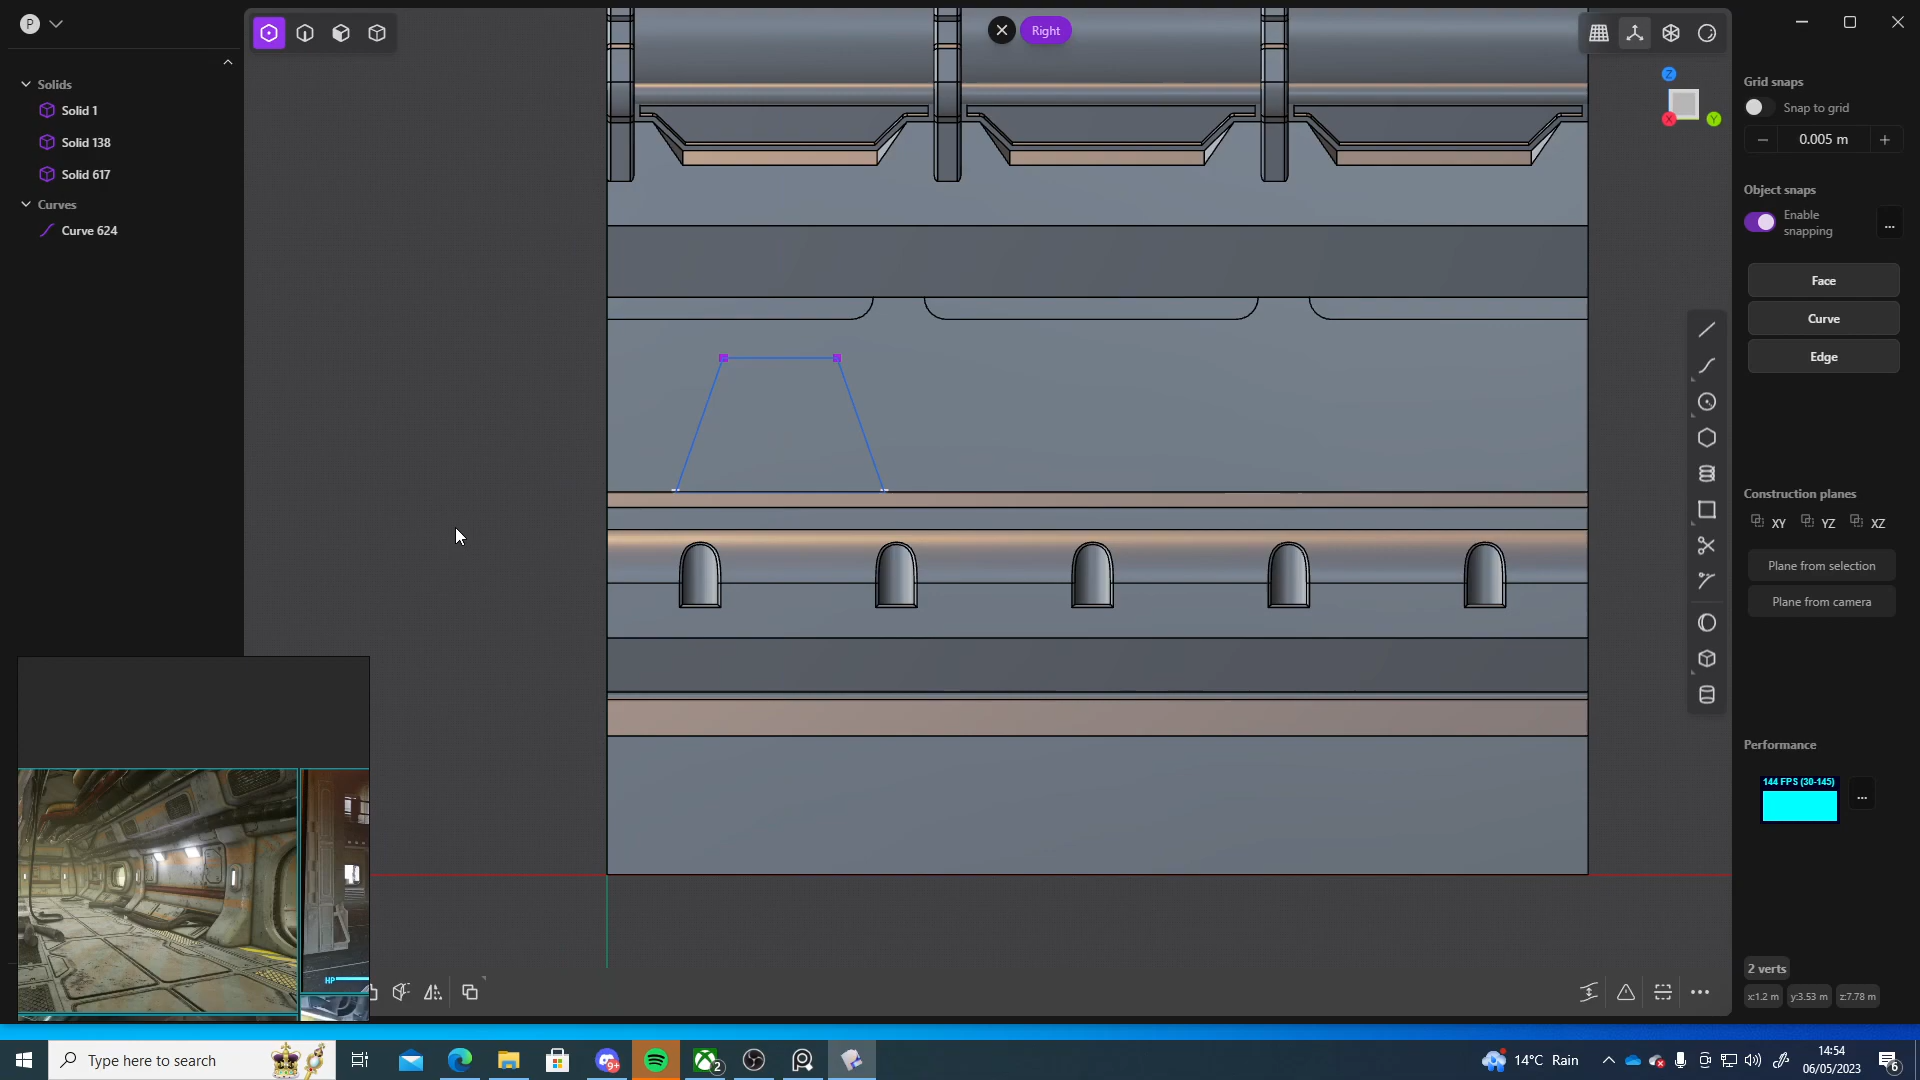 P
Right
Solids
Solid 1
Solid 138
Solid 617
Curves
Curve 624
Z
X
Y
Grid snaps
Snap to grid
0.005 m
Object snaps
Enable
snapping
...
Face
Curve
Edge
Construction planes
XY YZ XZ
Plane from selection
Plane from camera
Performance
144 FPS (30-145)
...
HP
2 verts
x:1.2 m y:3.53 m z:7.78 m
Type here to search
9+
2
14°C Rain
14:54
06/05/2023
6